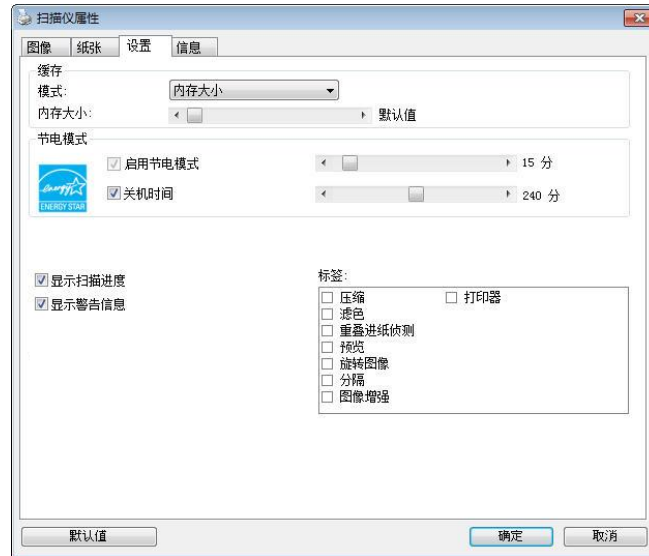 扫描仪属性
图像 纸张 设置 信息
缓存
模式: 内存大小
内存大小: 默认值
节电模式
启用节电模式 15 分
关机时间 240 分
energy
ENERGY STAR
显示扫描进度
显示警告信息
标签:
压缩 打印器
滤色
重叠进纸侦测
预览
旋转图像
分隔
图像增强
默认值 确定 取消